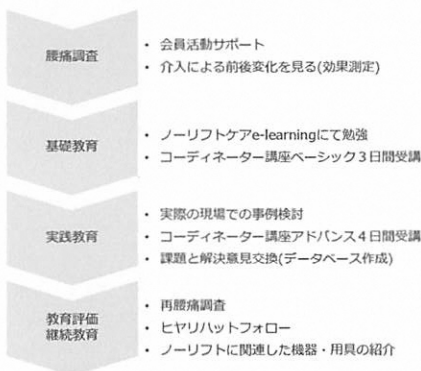 腰痛調査
・ 会員活動サポート
・ 介入による前後変化を見る(効果測定)
基礎教育
・ ノーリフトケアe-learningにて勉強
・ コーディネーター講座ベーシック３日間受講
実践教育
・ 実際の現場での事例検討
・ コーディネーター講座アドバンス４日間受講
・ 課題と解決意見交換(データベース作成)
教育評価
継続教育
・ 再腰痛調査
・ ヒヤリハットフォロー
・ ノーリフトに関連した機器・用具の紹介